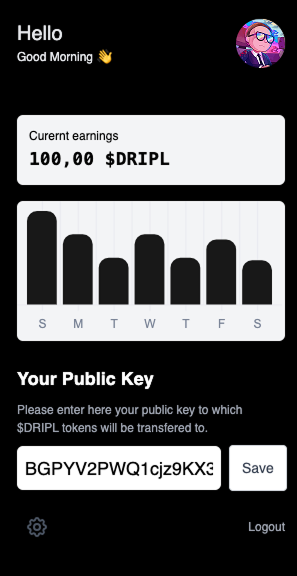 Hello
Good Morning 👋
Curernt earnings
100,00 $DRIPL
S M T W T F S
Your Public Key
Please enter here your public key to which
$DRIPL tokens will be transfered to.
BGPYV2PWQ1cjz9KX3
Save
Logout